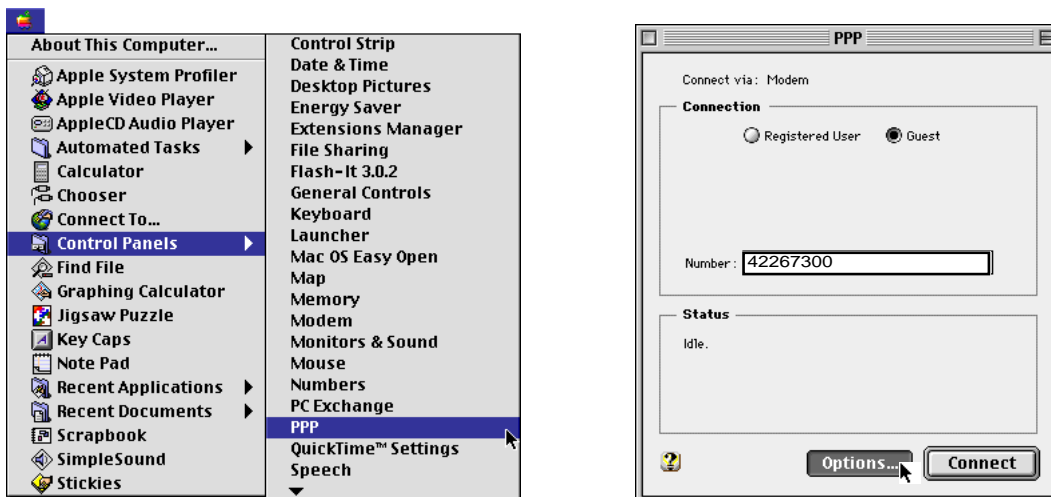 About This Computer...
Apple System Profiler
Apple Video Player
AppleCD Audio Player
Automated Tasks
Calculator
Chooser
Connect To...
Control Panels
Find File
Graphing Calculator
Jigsaw Puzzle
Key Caps
Note Pad
Recent Applications
Recent Documents
Scrapbook
SimpleSound
Stickies
Control Strip
Date & Time
Desktop Pictures
Energy Saver
Extensions Manager
File Sharing
Flash-It 3.0.2
General Controls
Keyboard
Launcher
Mac OS Easy Open
Map
Memory
Modem
Monitors & Sound
Mouse
Numbers
PC Exchange
PPP
QuickTime™ Settings
Speech
PPP
Connect via: Modem
Connection
Registered User Guest
Number: 42267300
Status
Idle.
Options... Connect